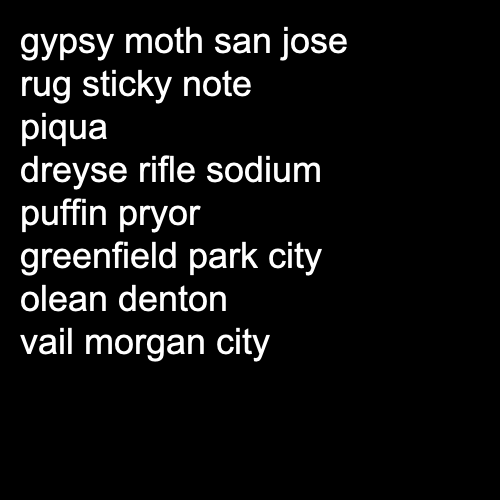 gypsy moth san jose
rug sticky note
piqua
dreyse rifle sodium
puffin pryor
greenfield park city
olean denton
vail morgan city